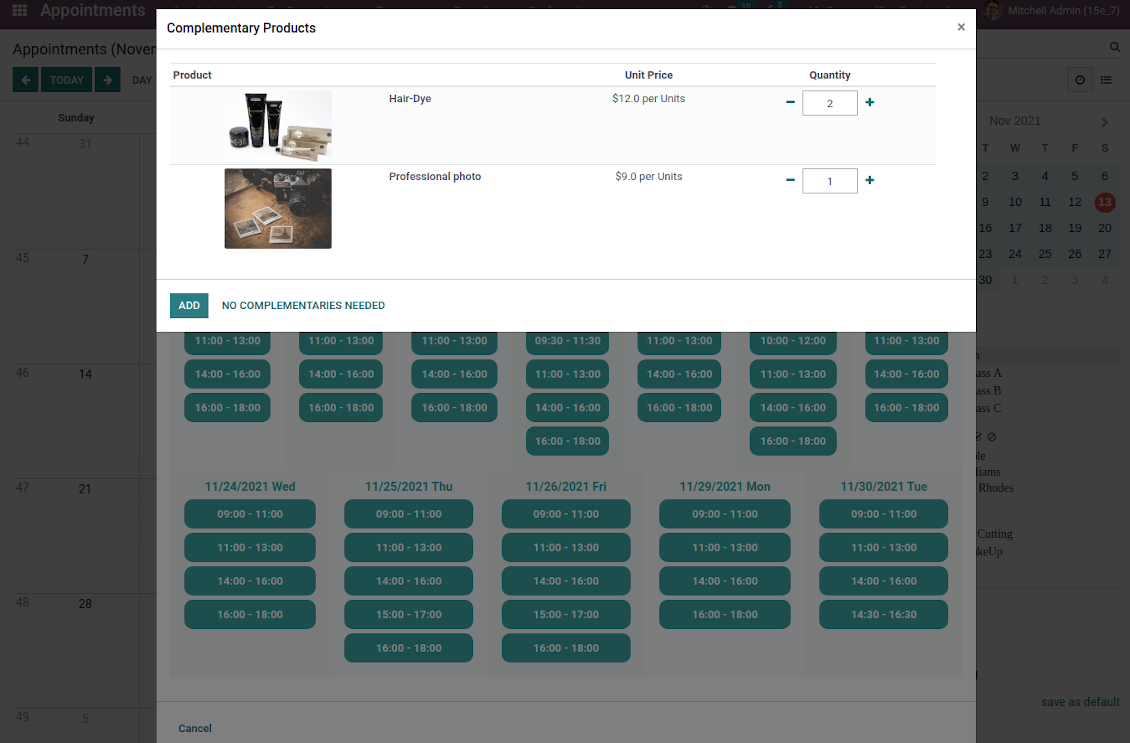 Appointments
10
5
Mitchell Admin (15e_7)
Complementary Products
×
Appointments (Nover
TODAY
DAY
Product
Unit Price
Quantity
Hair-Dye
$12.0 per Units
2
Professional photo
$9.0 per Units
1
ADD
NO COMPLEMENTARIES NEEDED
Sunday
44 31
45 7
46 14
47 21
48 28
49 5
Nov 2021
T W T F S
2 3 4 5 6
9 10 11 12 13
16 17 18 19 20
23 24 25 26 27
30 1 2 3 4
11:00 - 13:00 11:00 - 13:00 11:00 - 13:00 09:30 - 11:30 11:00 - 13:00 10:00 - 12:00 11:00 - 13:00
14:00 - 16:00 14:00 - 16:00 14:00 - 16:00 11:00 - 13:00 14:00 - 16:00 11:00 - 13:00 14:00 - 16:00
16:00 - 18:00 16:00 - 18:00 16:00 - 18:00 14:00 - 16:00 16:00 - 18:00 14:00 - 16:00 16:00 - 18:00
16:00 - 18:00 16:00 - 18:00
11/24/2021 Wed 11/25/2021 Thu 11/26/2021 Fri 11/29/2021 Mon 11/30/2021 Tue
09:00 - 11:00 09:00 - 11:00 09:00 - 11:00 09:00 - 11:00 09:00 - 11:00
11:00 - 13:00 11:00 - 13:00 11:00 - 13:00 11:00 - 13:00 11:00 - 13:00
14:00 - 16:00 14:00 - 16:00 14:00 - 16:00 14:00 - 16:00 14:00 - 16:00
16:00 - 18:00 15:00 - 17:00 15:00 - 17:00 16:00 - 18:00 14:30 - 16:30
16:00 - 18:00 16:00 - 18:00
Cancel
ass A
ass B
ass C
ole
liams
Rhodes
Cutting
keUp
save as default